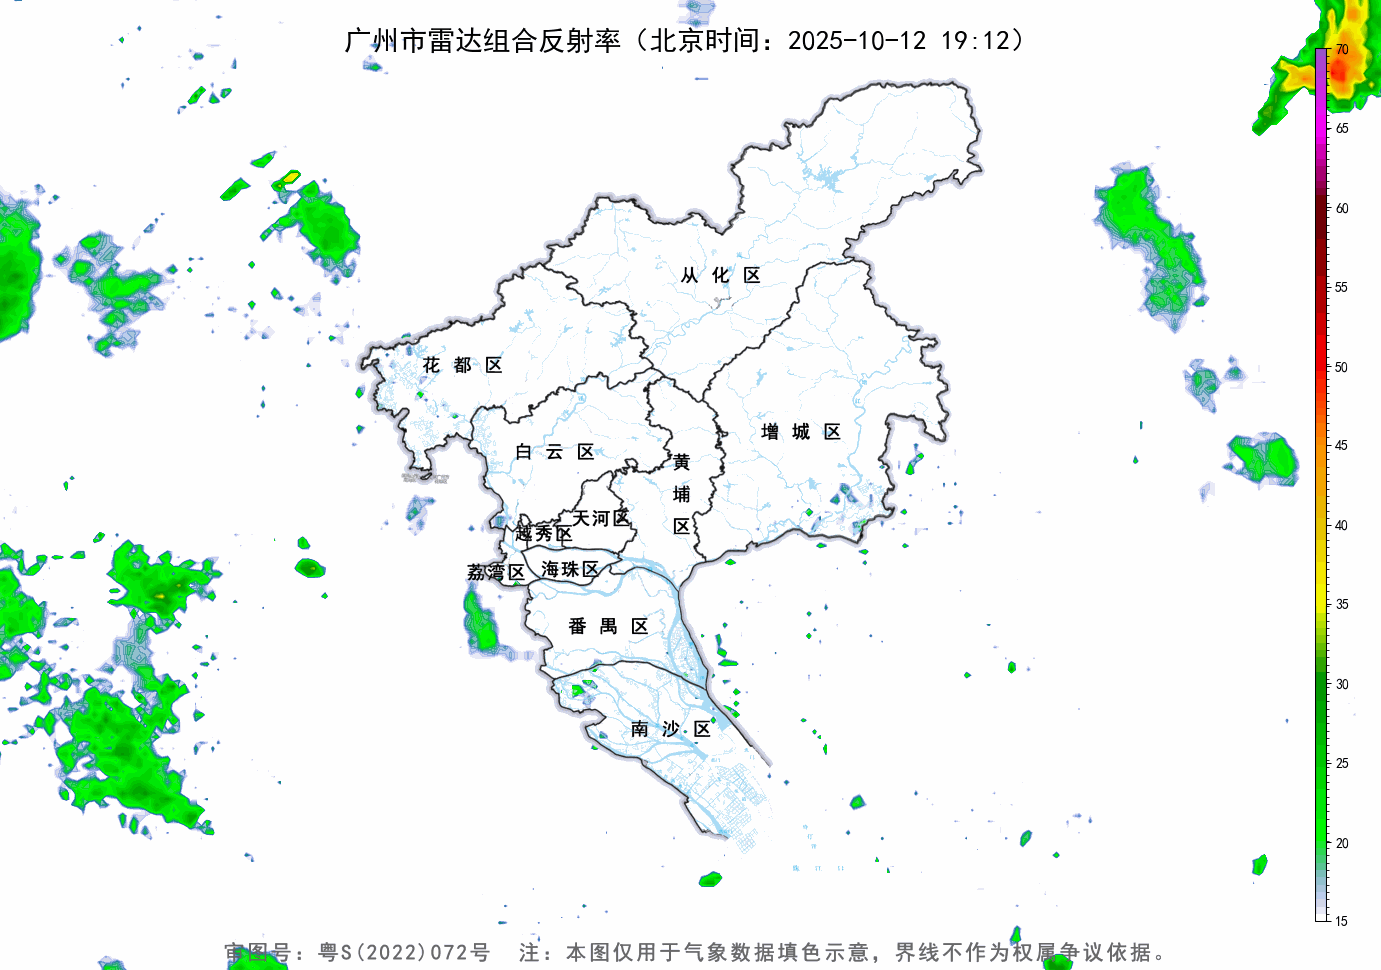 广州市雷达组合反射率（北京时间：2025-10-12 19:12）
70
65
60
55
50
45
40
35
30
25
20
15
从化区
花都区
增城区
白云区
黄埔区
天河区
越秀区
荔湾区
海珠区
番禺区
南沙区
审图号：粤S(2022)072号 注：本图仅用于气象数据填色示意，界线不作为权属争议依据。